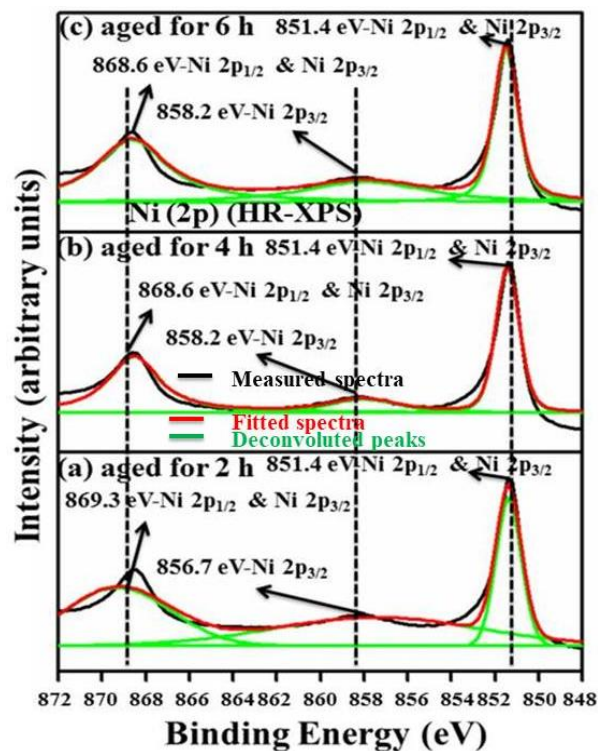 (c) aged for 6 h 851.4 eV-Ni 2p1/2 & Ni 2p3/2
868.6 eV-Ni 2p1/2 & Ni 2p3/2
858.2 eV-Ni 2p3/2
Ni (2p) (HR-XPS)
(b) aged for 4 h 851.4 eV-Ni 2p1/2 & Ni 2p3/2
868.6 eV-Ni 2p1/2 & Ni 2p3/2
858.2 eV-Ni 2p3/2
Measured spectra
Fitted spectra
Deconvoluted peaks
(a) aged for 2 h
851.4 eV-Ni 2p1/2 & Ni 2p3/2
869.3 eV-Ni 2p1/2 & Ni 2p3/2
856.7 eV-Ni 2p3/2
Intensity (arbitrary units)
872 870 868 866 864 862 860 858 856 854 852 850 848
Binding Energy (eV)